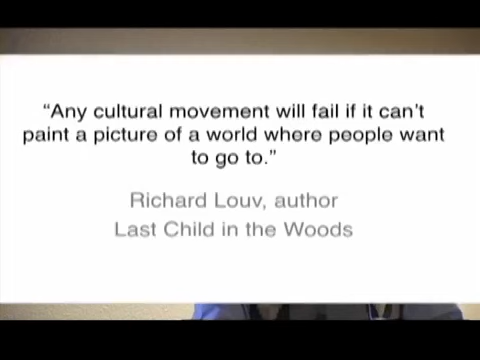 “Any cultural movement will fail if it can't
paint a picture of a world where people want
to go to.”
Richard Louv, author
Last Child in the Woods